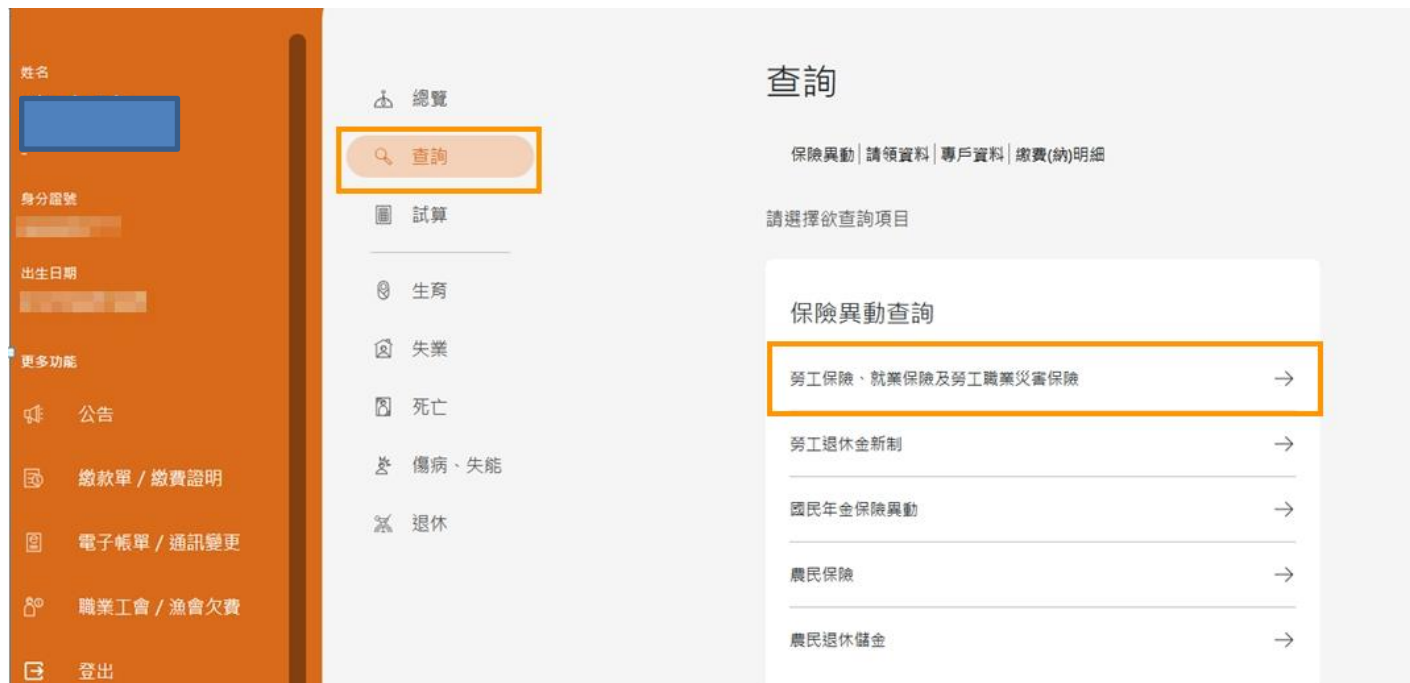 姓名
身分證號
出生日期
更多功能
公告
繳款單 / 繳費證明
電子帳單 / 通訊變更
職業工會 / 漁會欠費
登出
總覽
查詢
試算
生育
失業
死亡
傷病、失能
退休
查詢
保險異動│請領資料│專戶資料│繳費(納)明細
請選擇欲查詢項目
保險異動查詢
勞工保險、就業保險及勞工職業災害保險
勞工退休金新制
國民年金保險異動
農民保險
農民退休儲金